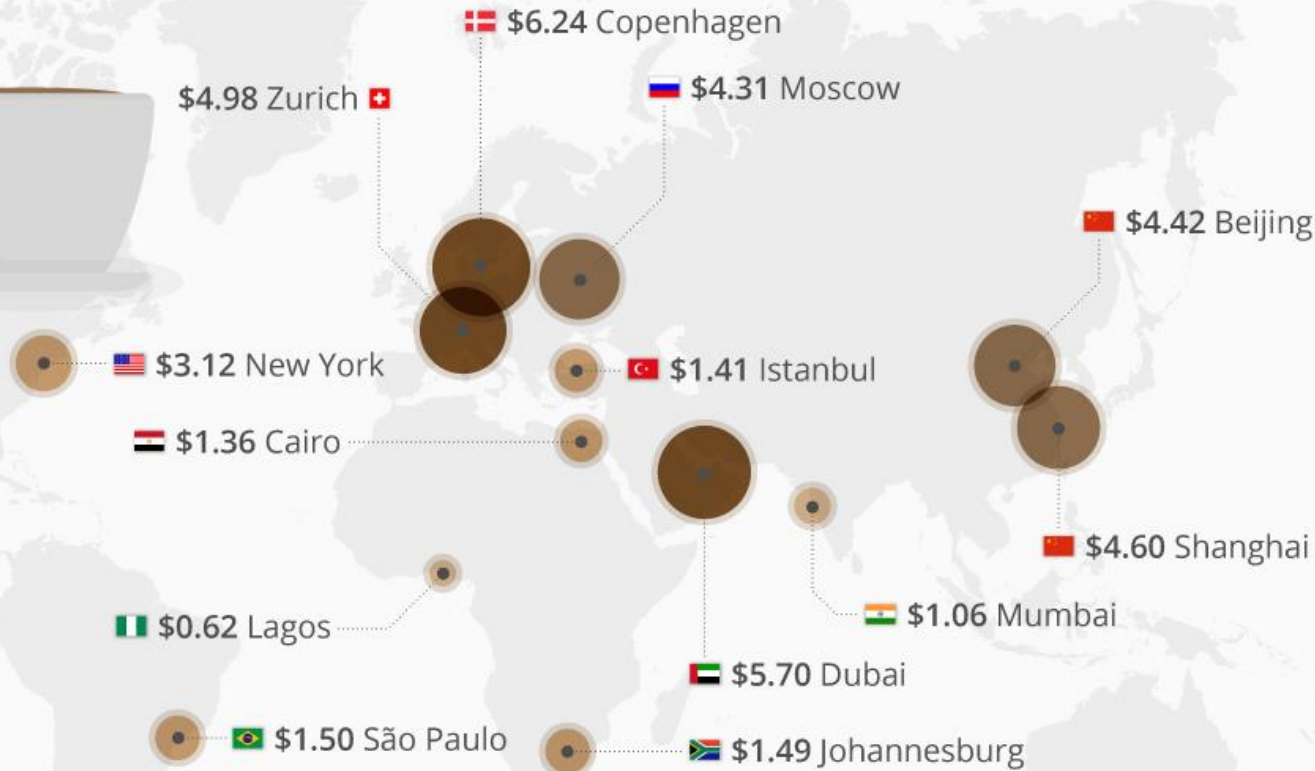 $6.24 Copenhagen
$4.31 Moscow
$4.98 Zurich
$4.42 Beijing
$3.12 New York
$1.41 Istanbul
$1.36 Cairo
$4.60 Shanghai
$1.06 Mumbai
$0.62 Lagos
$5.70 Dubai
$1.50 São Paulo
$1.49 Johannesburg